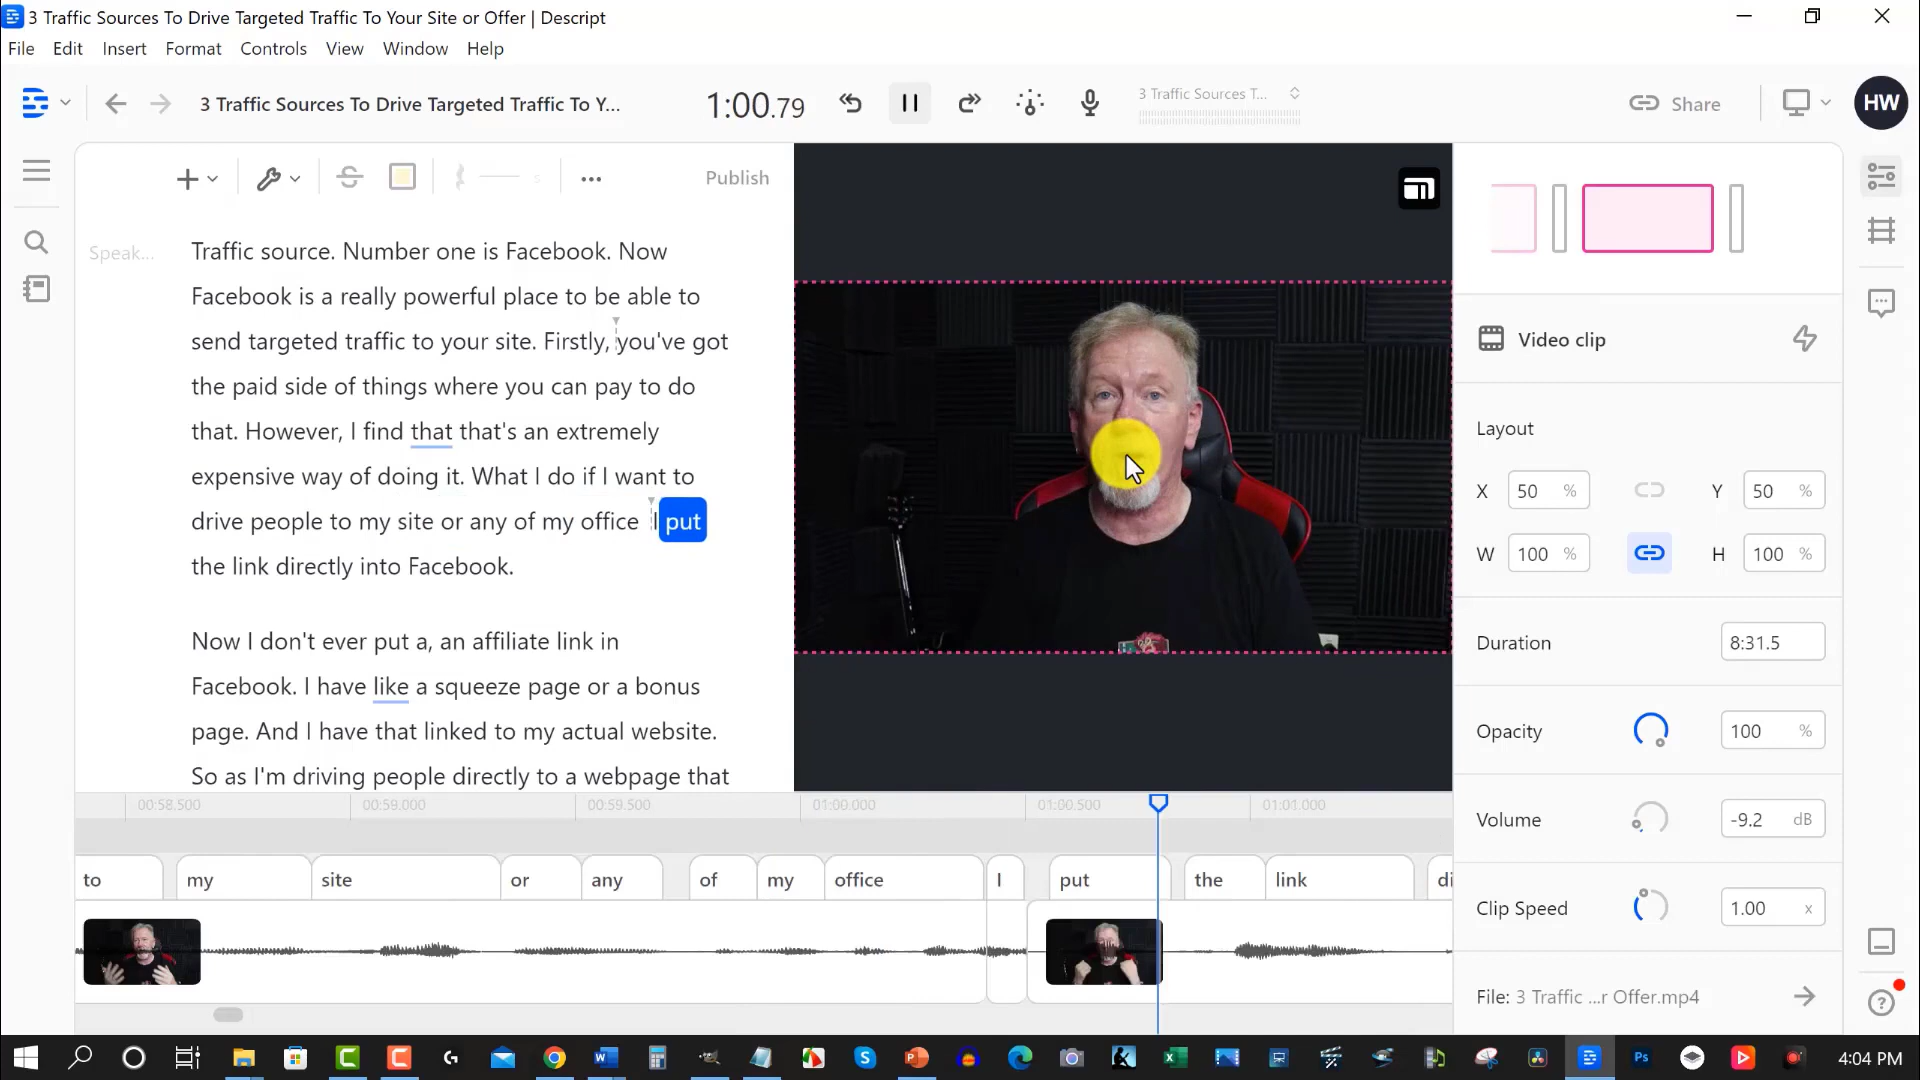 3 Traffic Sources To Drive Targeted Traffic To Your Site or Offer | Descript
File Edit Insert Format Controls View Window Help
3 Traffic Sources To Drive Targeted Traffic To Y...
1:00.79
3 Traffic Sources T...
Share
HW
Publish
Speak...
Traffic source. Number one is Facebook. Now
Facebook is a really powerful place to be able to
send targeted traffic to your site. Firstly, you've got
the paid side of things where you can pay to do
that. However, I find that that's an extremely
expensive way of doing it. What I do if I want to
drive people to my site or any of my office I put
the link directly into Facebook.
Now I don't ever put a, an affiliate link in
Facebook. I have like a squeeze page or a bonus
page. And I have that linked to my actual website.
So as I'm driving people directly to a webpage that
Video clip
Layout
X 50 % Y 50 %
W 100 % H 100 %
Duration 8:31.5
Opacity 100 %
Volume -9.2 dB
Clip Speed 1.00 x
File: 3 Traffic ...r Offer.mp4
00:58.500 00:59.000 00:59.500 01:00.000 01:00.500 01:01.000
to my site or any of my office I put the link di
4:04 PM